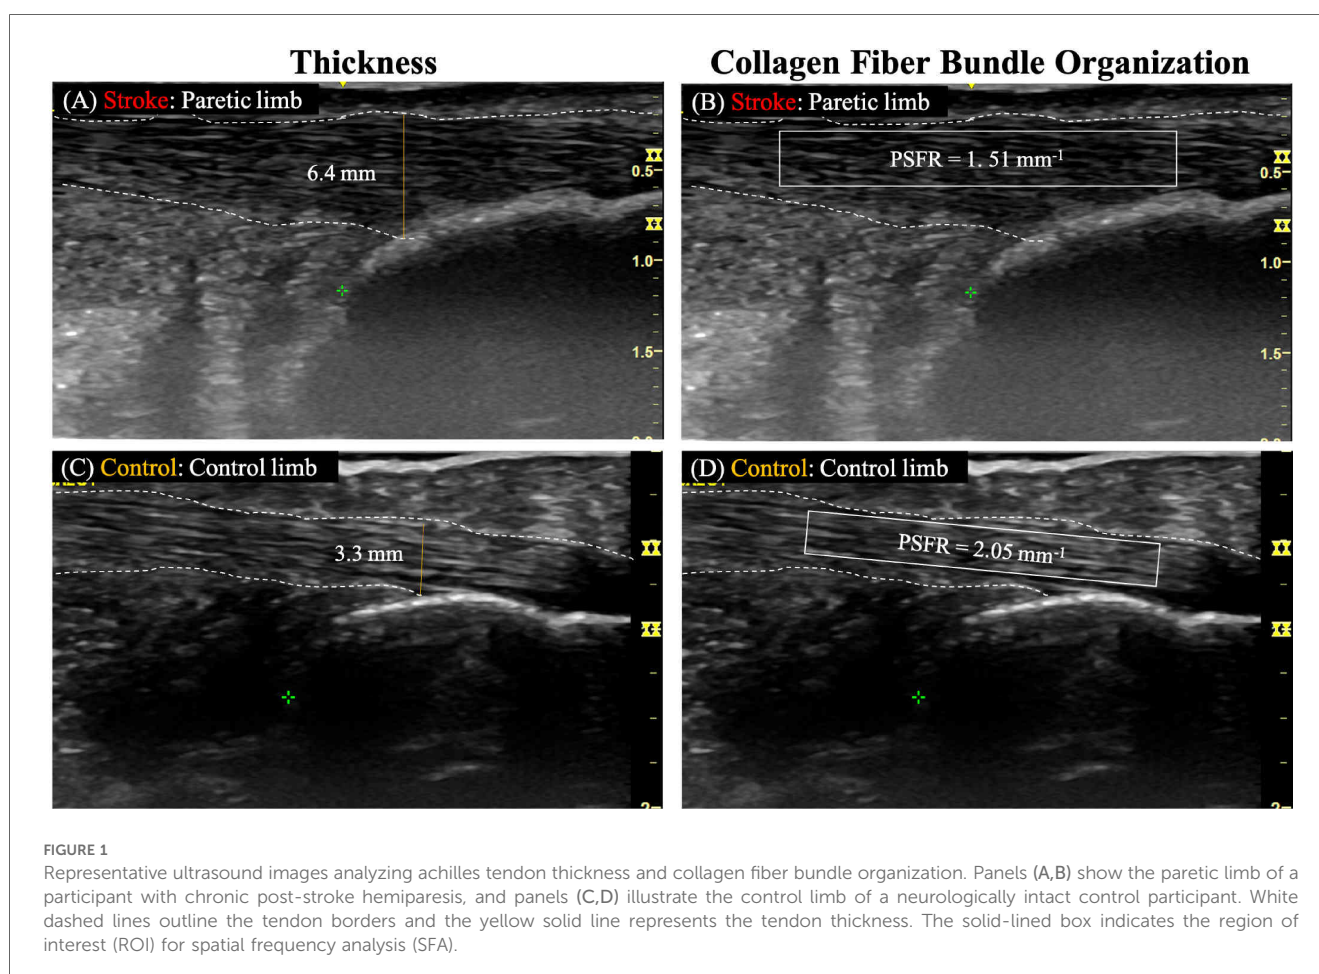 Thickness
Collagen Fiber Bundle Organization
(A) Stroke: Paretic limb
6.4 mm
0.5
1.0
1.5
(B) Stroke: Paretic limb
PSFR = 1. 51 mm-1
0.5
1.0
1.5
(C) Control: Control limb
3.3 mm
2
(D) Control: Control limb
PSFR = 2.05 mm-1
2
FIGURE 1
Representative ultrasound images analyzing achilles tendon thickness and collagen fiber bundle organization. Panels (A,B) show the paretic limb of a
participant with chronic post-stroke hemiparesis, and panels (C,D) illustrate the control limb of a neurologically intact control participant. White
dashed lines outline the tendon borders and the yellow solid line represents the tendon thickness. The solid-lined box indicates the region of
interest (ROI) for spatial frequency analysis (SFA).